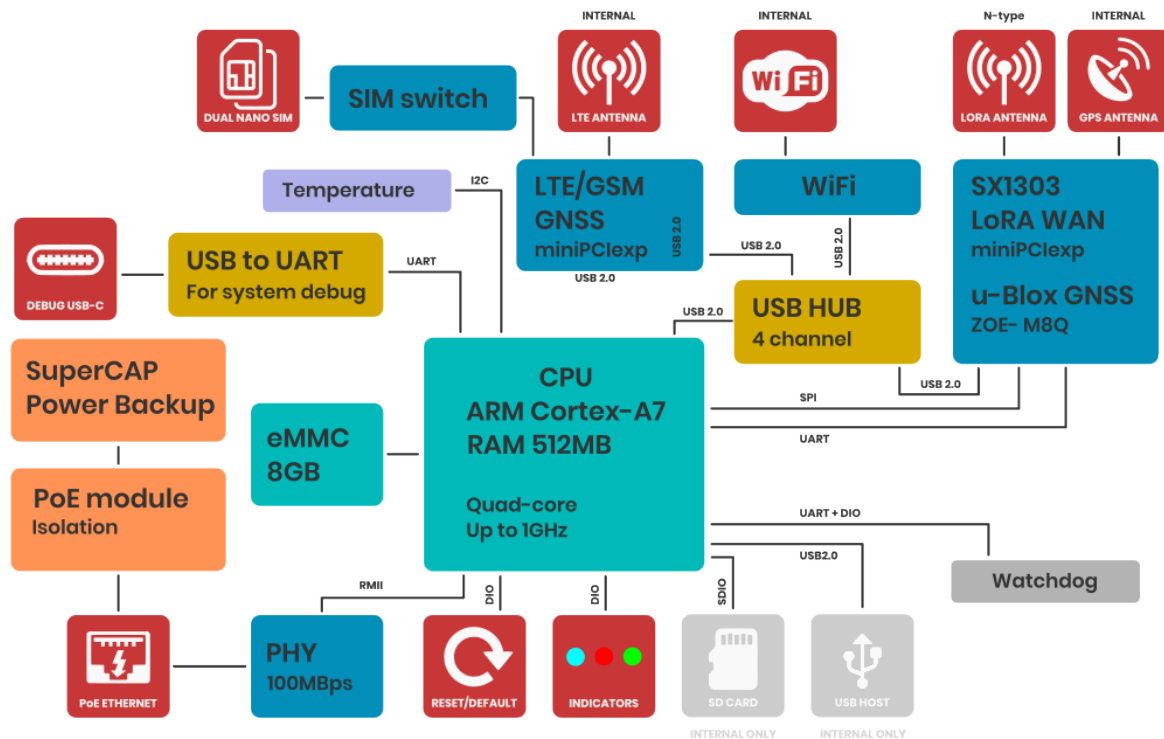 INTERNAL
INTERNAL
N-type
INTERNAL
DUAL NANO SIM
SIM switch
LTE ANTENNA
WiFi
LORA ANTENNA
GPS ANTENNA
Temperature
I2C
LTE/GSM
GNSS
miniPCIexp
USB 2.0
USB 2.0
WiFi
USB 2.0
USB 2.0
SX1303
LoRA WAN
miniPCIexp
u-Blox GNSS
ZOE- M8Q
DEBUG USB-C
USB to UART
For system debug
UART
USB 2.0
USB HUB
4 channel
USB 2.0
SuperCAP
Power Backup
eMMC
8GB
CPU
ARM Cortex-A7
RAM 512MB
Quad-core
Up to 1GHz
SPI
UART
PoE module
Isolation
UART + DIO
USB2.0
Watchdog
RMII
DIO
DIO
SDIO
PoE ETHERNET
PHY
100MBps
RESET/DEFAULT
INDICATORS
SD CARD
USB HOST
INTERNAL ONLY
INTERNAL ONLY